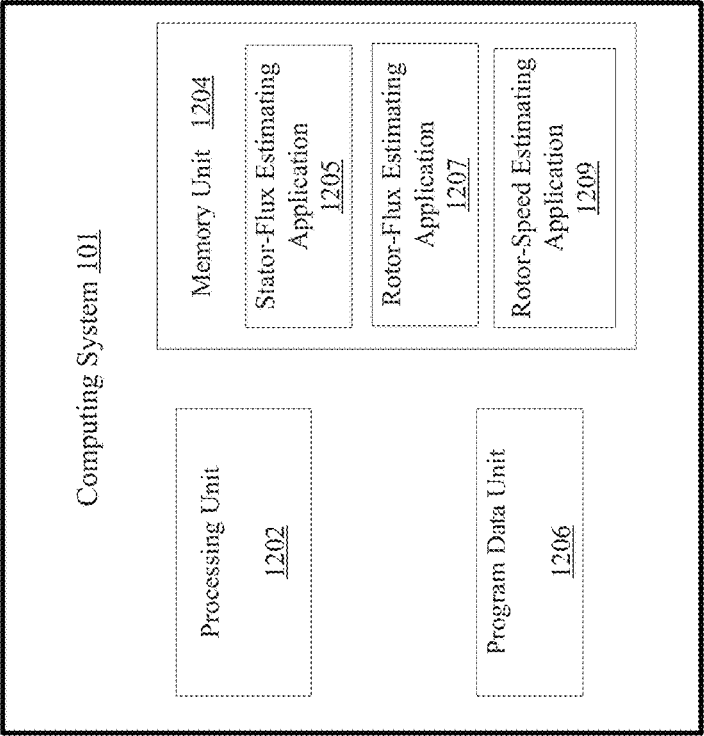 Computing System 101
Processing Unit
1202
Program Data Unit
1206
Memory Unit 1204
Stator-Flux Estimating
Application
1205
Rotor-Flux Estimating
Application
1207
Rotor-Speed Estimating
Application
1209